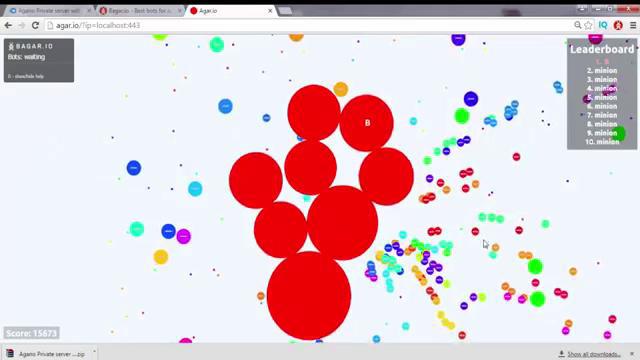 Agario Private server wit
Bagar.io - Best bots for a
Agar.io
agar.io/?ip=localhost:443
BAGAR.IO
Bots: waiting
D - show/hide help
Leaderboard
1. B
2. minion
3. minion
4. minion
5. minion
6. minion
7. minion
8. minion
9. minion
10. minion
B
Score: 15673
Agario Private server ....zip
Show all downloads...